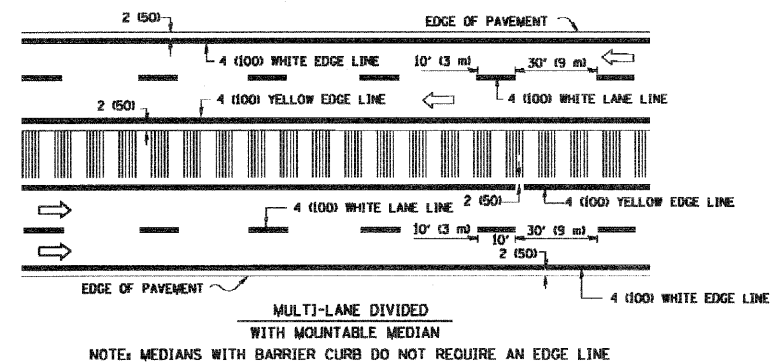 2 (50)
EDGE OF PAVEMENT
4 (100) WHITE EDGE LINE
10' (3 m)
30' (9 m)
2 (50)
4 (100) YELLOW EDGE LINE
4 (100) WHITE LANE LINE
2 (50)
4 (100) YELLOW EDGE LINE
4 (100) WHITE LANE LINE
10' (3 m)
30' (9 m)
10'
2 (50)
EDGE OF PAVEMENT
4 (100) WHITE EDGE LINE
MULTI-LANE DIVIDED
WITH MOUNTABLE MEDIAN
NOTE: MEDIANS WITH BARRIER CURB DO NOT REQUIRE AN EDGE LINE